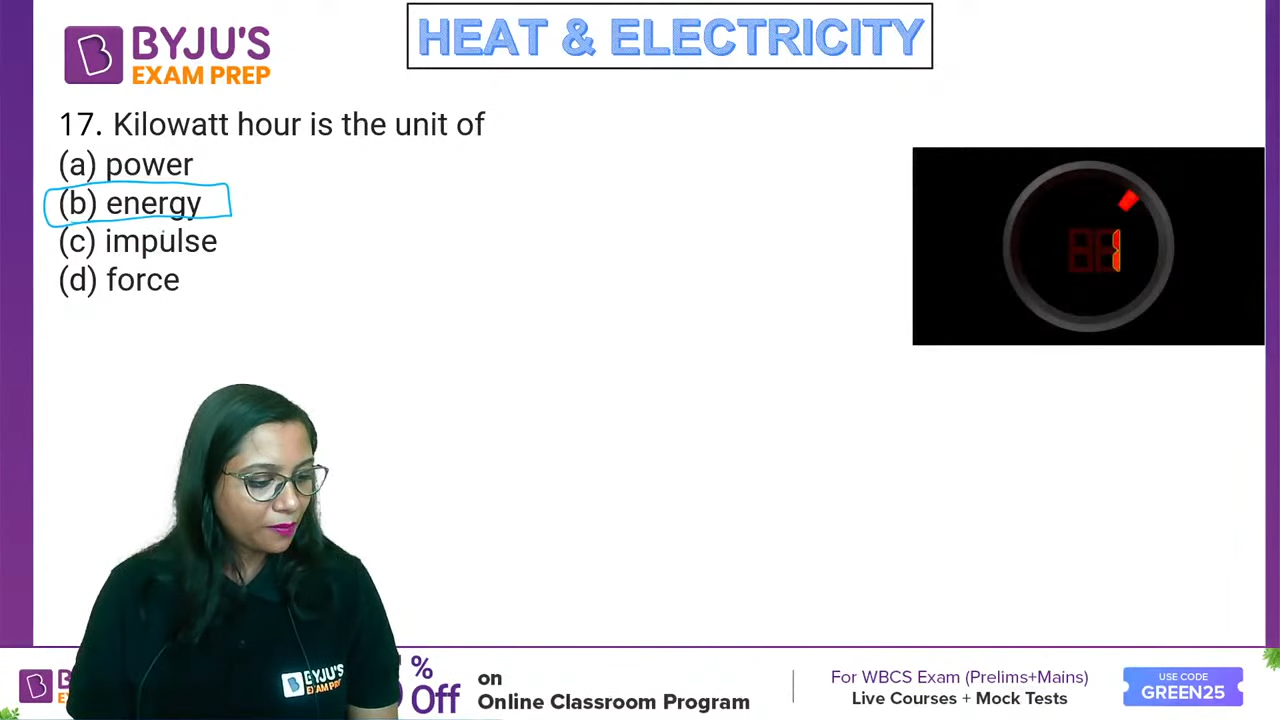 BYJU'S
EXAM PREP
HEAT & ELECTRICITY
17. Kilowatt hour is the unit of
(a) power
(b) energy
(c) impulse
(d) force
1
BYJU'S
EXAM PREP
%
Off
on
Online Classroom Program
For WBCS Exam (Prelims+Mains)
Live Courses + Mock Tests
USE CODE
GREEN25